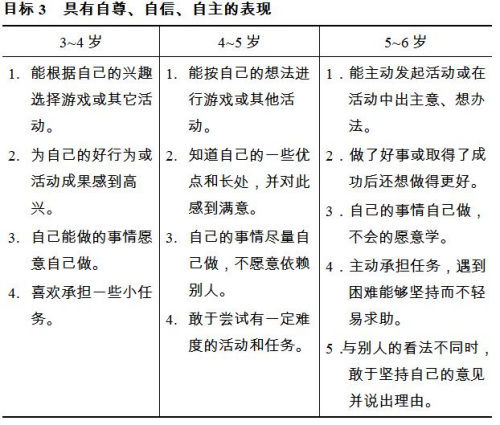 目标 3 具有自尊、自信、自主的表现
3~4 岁
4~5 岁
5~6 岁
1. 能根据自己的兴趣
选择游戏或其它活
动。
2. 为自己的好行为或
活动成果感到高
兴。
3. 自己能做的事情愿
意自己做。
4. 喜欢承担一些小任
务。
1. 能按自己的想法进
行游戏或其他活
动。
2. 知道自己的一些优
点和长处，并对此
感到满意。
3. 自己的事情尽量自
己做，不愿意依赖
别人。
4. 敢于尝试有一定难
度的活动和任务。
1．能主动发起活动或在
活动中出主意、想办
法。
2．做了好事或取得了成
功后还想做得更好。
3．自己的事情自己做，
不会的愿意学。
4．主动承担任务，遇到
困难能够坚持而不轻
易求助。
5．与别人的看法不同时，
敢于坚持自己的意见
并说出理由。